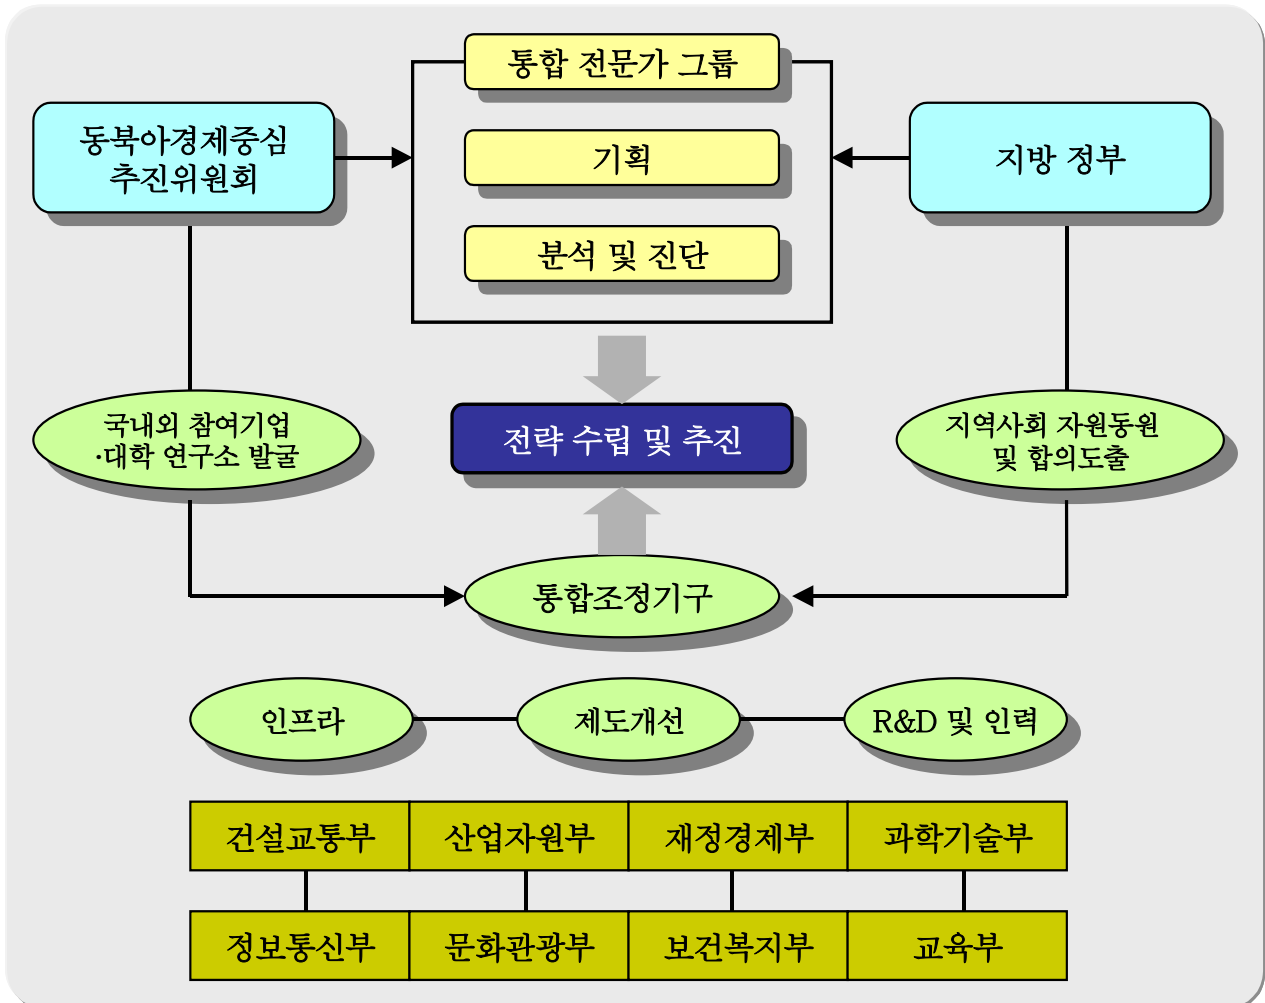 통합 전문가 그룹
동북아경제중심
추진위원회
기획
지방 정부
분석 및 진단
국내외 참여기업
·대학 연구소 발굴
전략 수립 및 추진
지역사회 자원동원
및 합의도출
통합조정기구
인프라
제도개선
R&D 및 인력
건설교통부
산업자원부
재정경제부
과학기술부
정보통신부
문화관광부
보건복지부
교육부